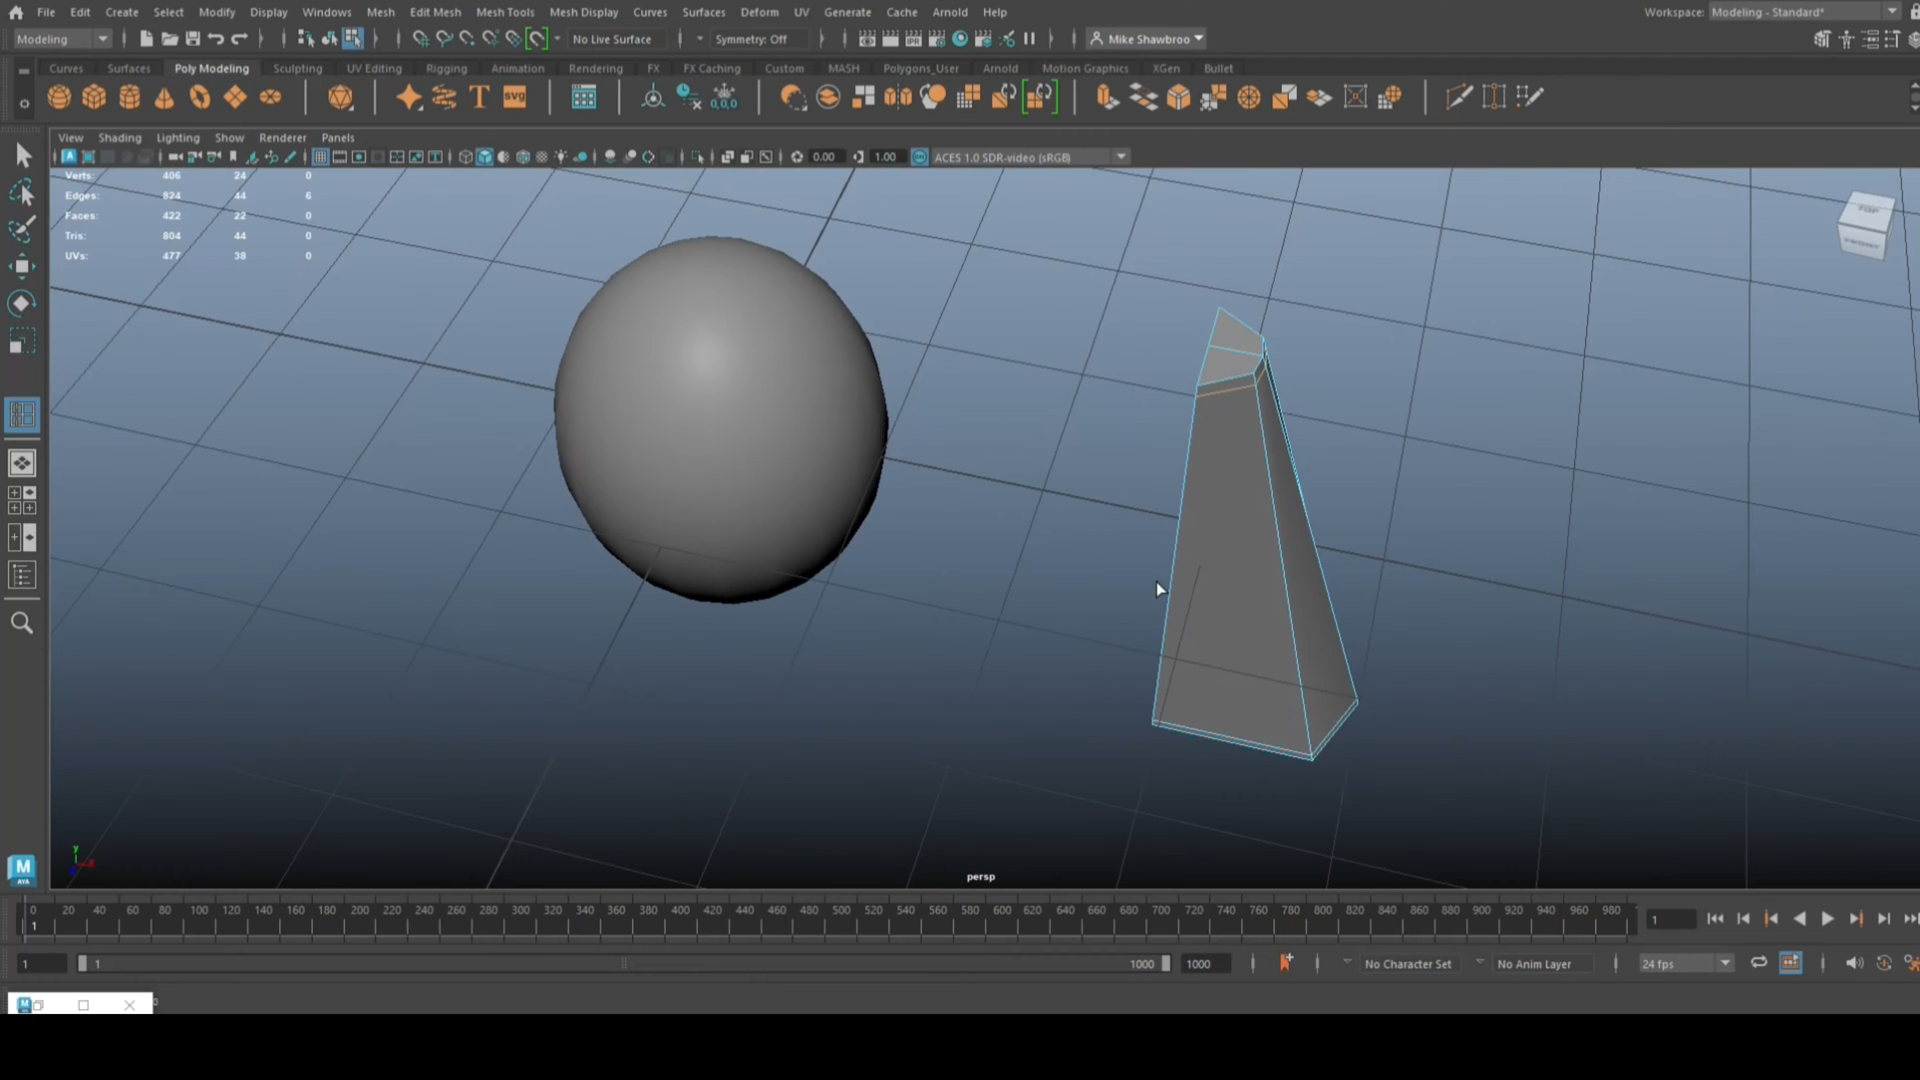 File Edit Create Select Modify Display Windows Mesh Edit Mesh Mesh Tools Mesh Display Curves Surfaces Deform UV Generate Cache Arnold Help Workspace: Modeling - Standard*
Modeling No Live Surface Symmetry: Off IPR Mike Shawbroo
Curves Surfaces Poly Modeling Sculpting UV Editing Rigging Animation Rendering FX FX Caching Custom MASH Polygons_User Arnold Motion Graphics XGen Bullet
T SVG 0,0,0
View Shading Lighting Show Renderer Panels
0.00 1.00 ACES 1.0 SDR-video (sRGB)
Verts: 406 24 0
Edges: 824 44 6
Faces: 422 22 0
Tris: 804 44 0
UVs: 477 38 0
TOP
FRONT
y
M
AYA
persp
0 20 40 60 80 100 120 140 160 180 200 220 240 260 280 300 320 340 360 380 400 420 440 460 480 500 520 540 560 580 600 620 640 660 680 700 720 740 760 780 800 820 840 860 880 900 920 940 960 980
1 1
1 1 1000 1000 No Character Set No Anim Layer 24 fps